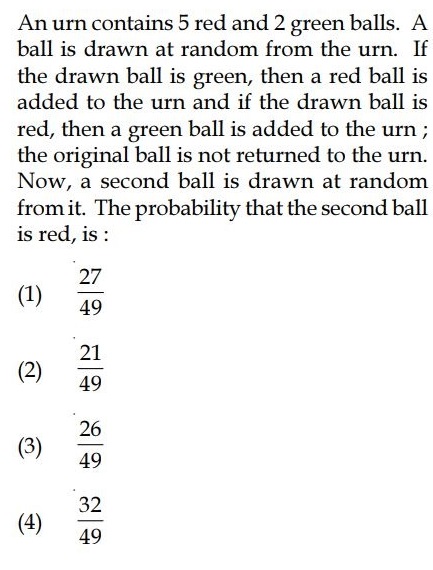 An urn contains 5 red and 2 green balls. A
ball is drawn at random from the urn. If
the drawn ball is green, then a red ball is
added to the urn and if the drawn ball is
red, then a green ball is added to the urn ;
the original ball is not returned to the urn.
Now, a second ball is drawn at random
from it. The probability that the second ball
is red, is :
(1) 27/49
(2) 21/49
(3) 26/49
(4) 32/49